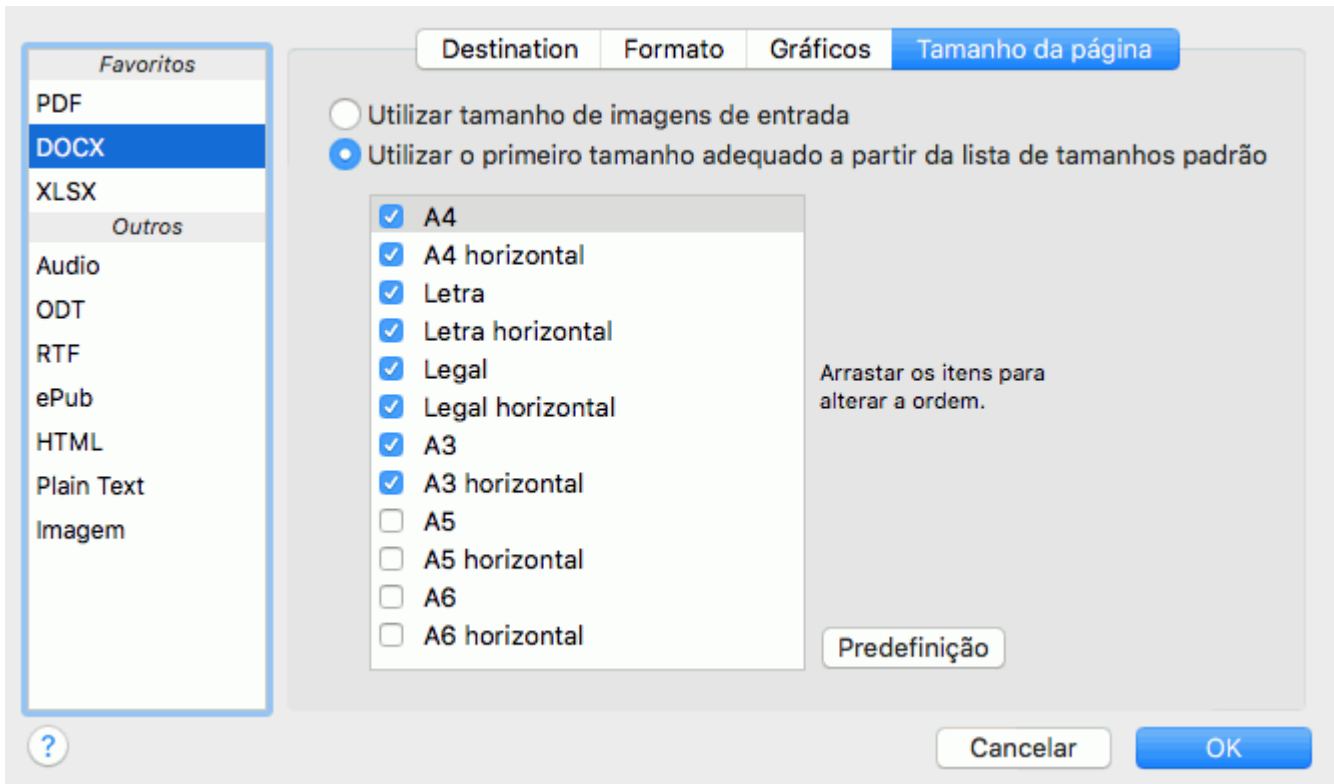 Destination
Formato
Gráficos
Tamanho da página
Favoritos
PDF
DOCX
XLSX
Outros
Audio
ODT
RTF
ePub
HTML
Plain Text
Imagem
Utilizar tamanho de imagens de entrada
Utilizar o primeiro tamanho adequado a partir da lista de tamanhos padrão
A4
A4 horizontal
Letra
Letra horizontal
Legal
Legal horizontal
A3
A3 horizontal
A5
A5 horizontal
A6
A6 horizontal
Arrastar os itens para
alterar a ordem.
Predefinição
?
Cancelar
OK